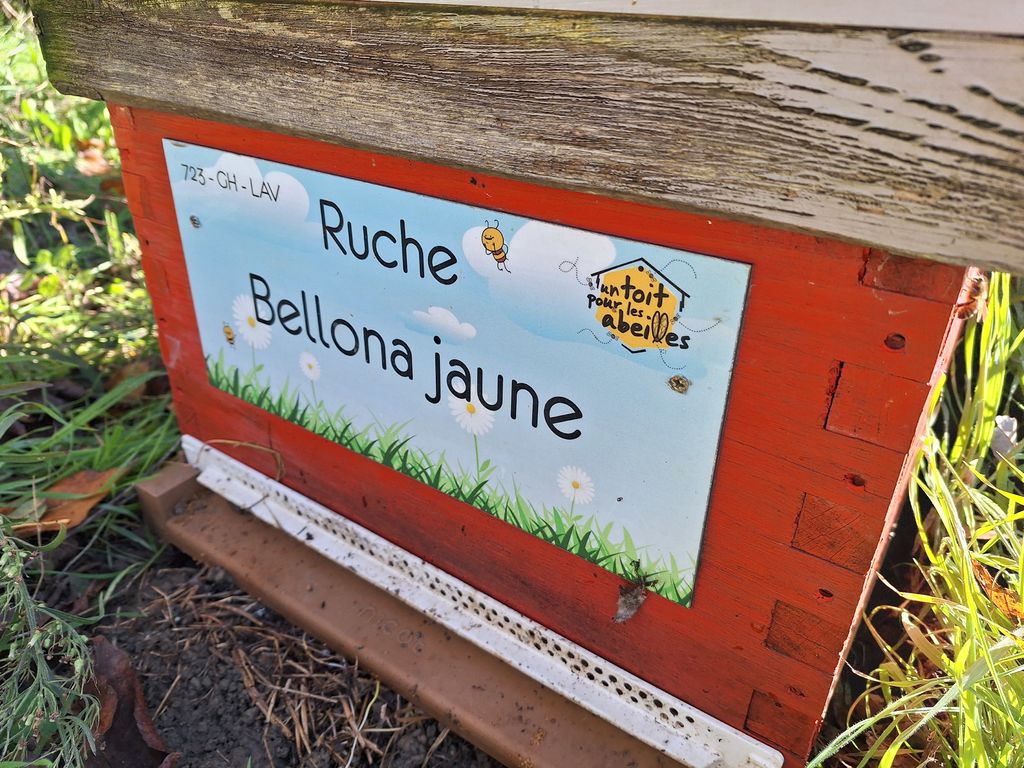 723 - GH - LAV
Ruche
Bellona jaune
un toit
pour les
abeilles